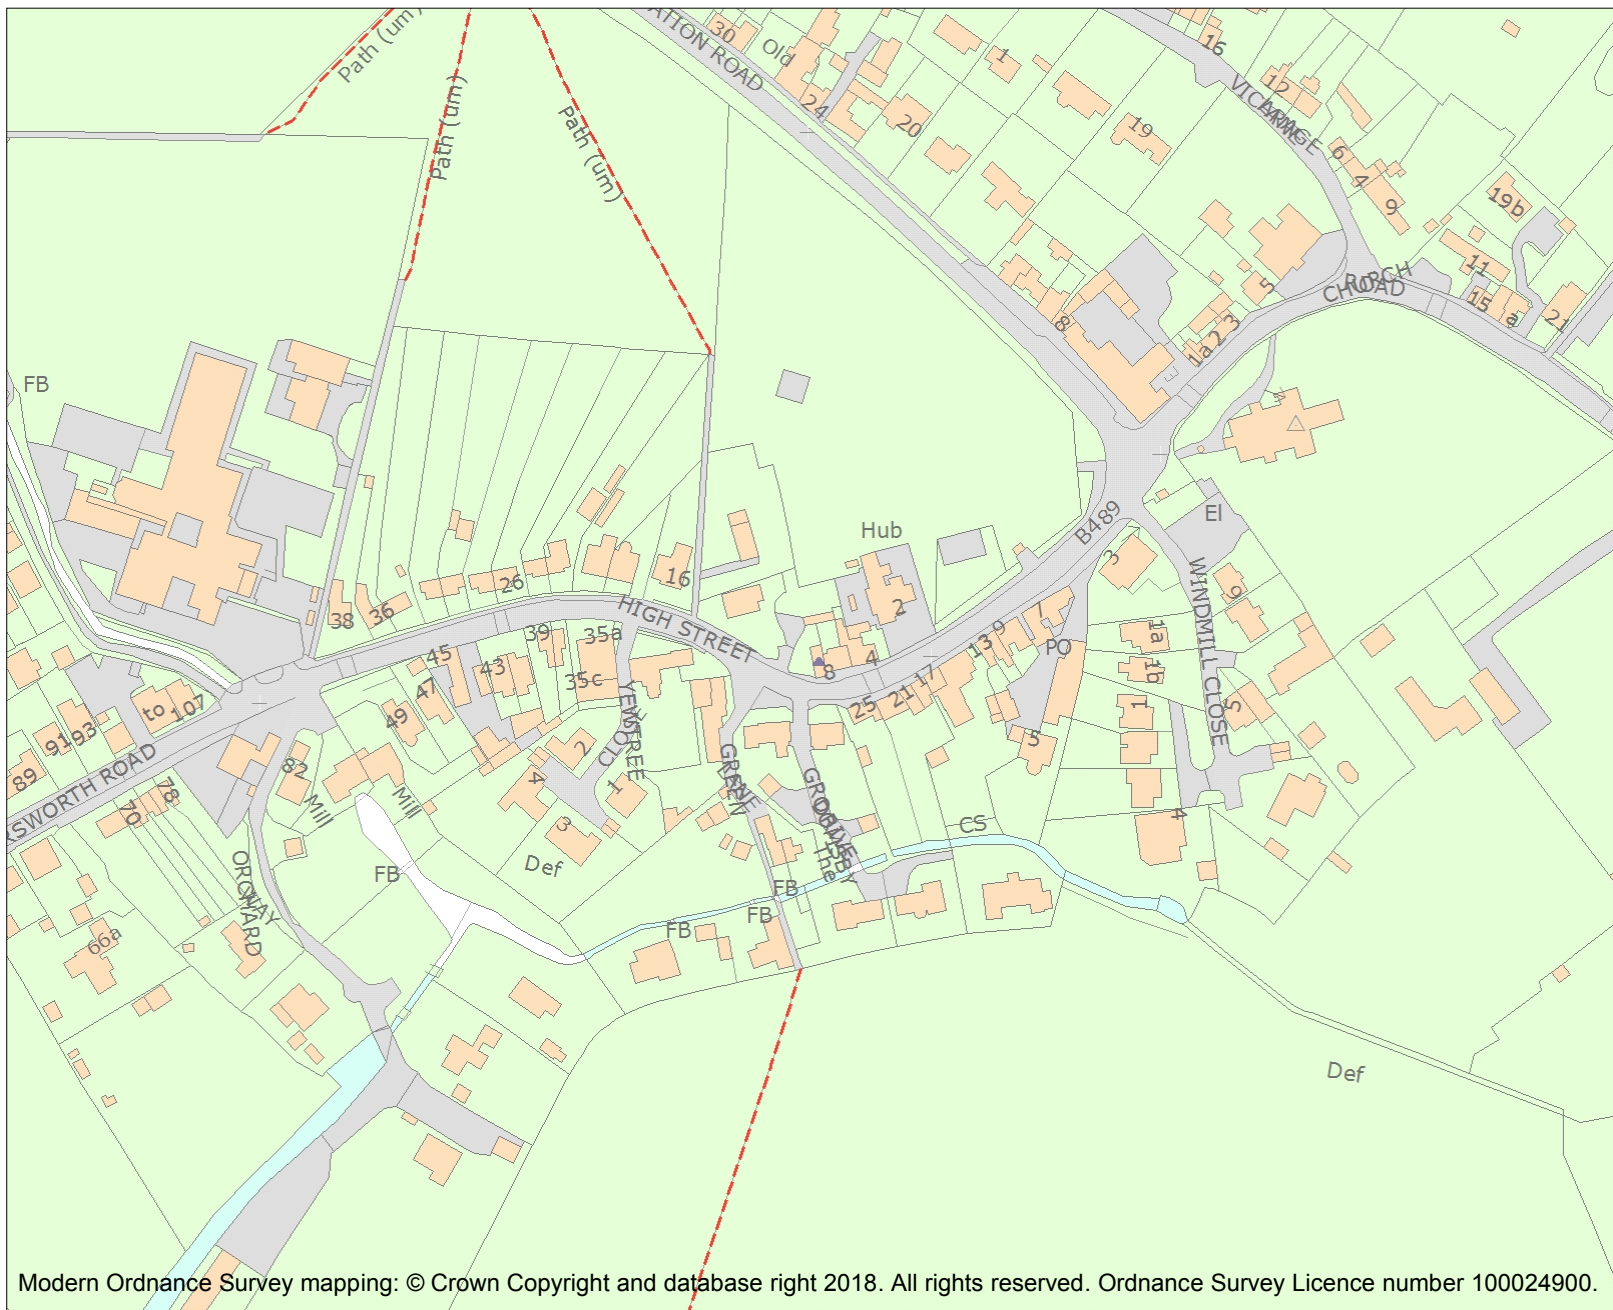 Path (um)
Path (um)
Path (um)
ATION ROAD
30
Old
24
20
1
19
16
12
VICARAGE
6
4
9
19b
11
15
a
21
CHURCH
ROAD
5
3
2
1a
8
FB
B489
El
Hub
2
3
WINDMILL CLOSE
9
1a
1b
1
5
4
PO
7
9
13
17
21
25
4
8
HIGH STREET
16
26
36
38
39
35a
35c
43
45
47
49
YEWTREE
CLOSE
2
1
3
4
Def
GREEN
LANE
GROOMSBY
DRIVE
The
5
CS
FB
FB
FB
FB
Mill
Mill
82
107
to
93
91
89
78
70
RSWORTH ROAD
ORCHARD
WAY
66a
Def
Modern Ordnance Survey mapping: © Crown Copyright and database right 2018. All rights reserved. Ordnance Survey Licence number 100024900.